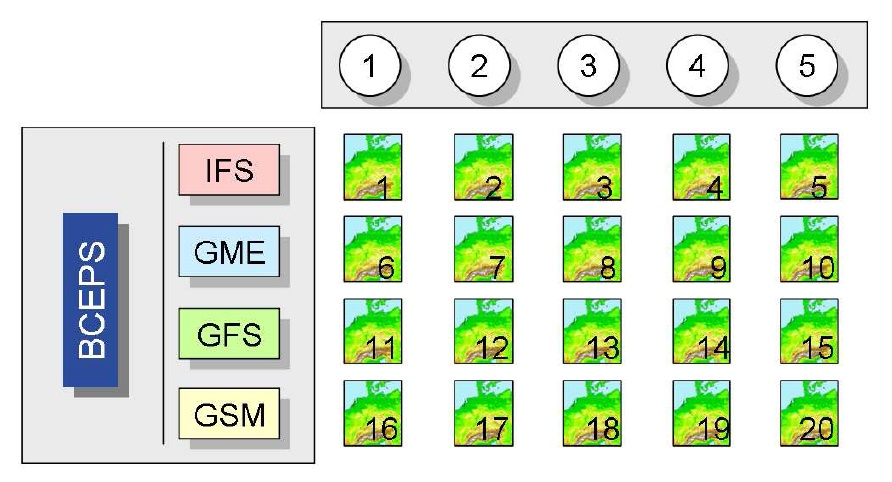 1 2 3 4 5
BCEPS
IFS 1 2 3 4 5
GME 6 7 8 9 10
GFS 11 12 13 14 15
GSM 16 17 18 19 20